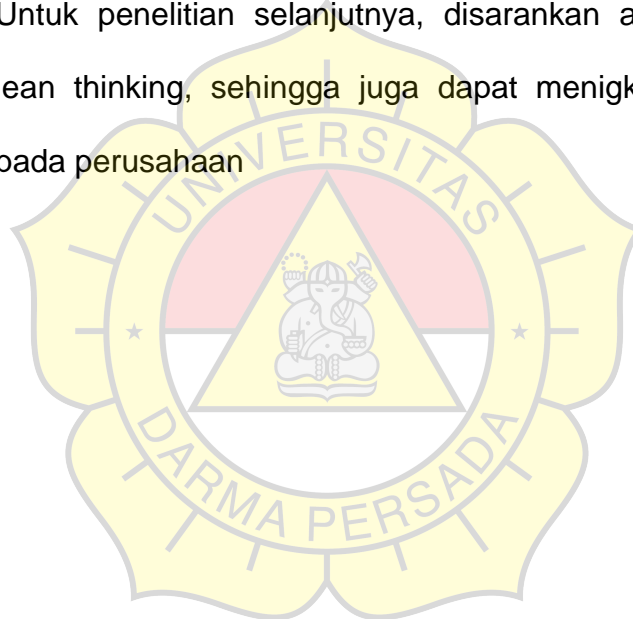 Untuk penelitian selanjutnya, disarankan a
ean thinking, sehingga juga dapat menigk
pada perusahaan
UNIVERSITAS
DARMA PERSADA